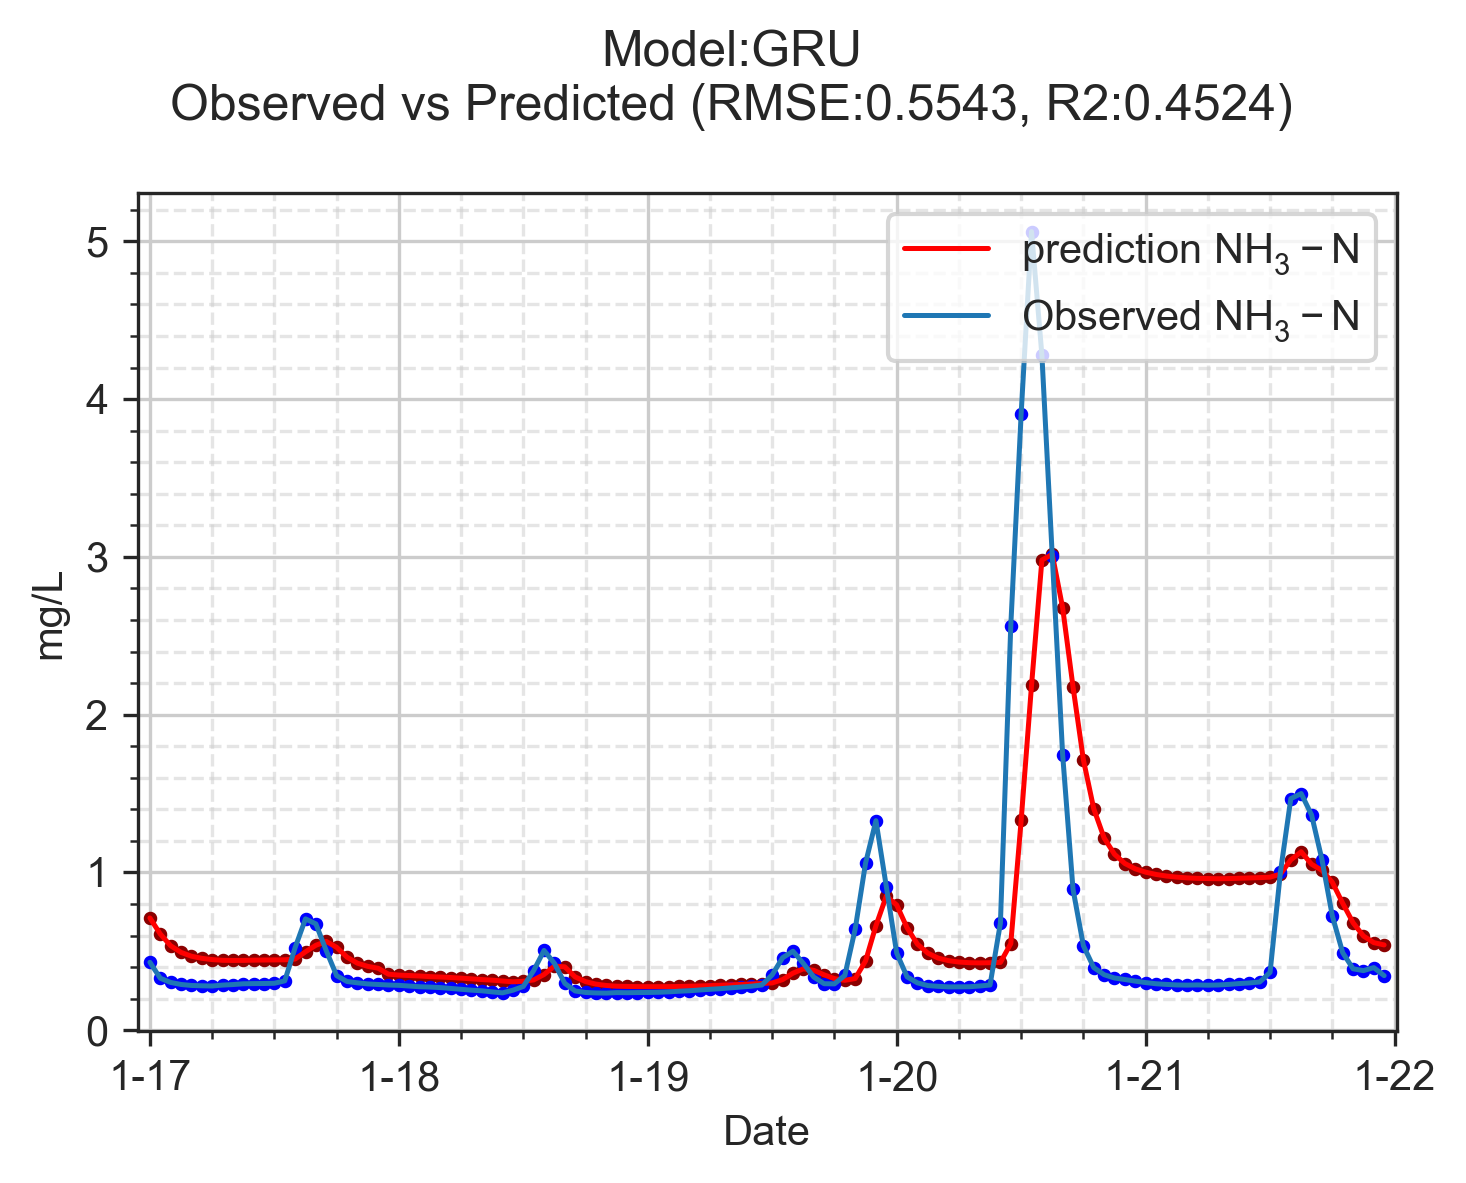 Model:GRU
Observed vs Predicted (RMSE:0.5543, R2:0.4524)
prediction NH₃ − N
Observed NH₃ − N
5
4
3
2
1
0
mg/L
1-17 1-18 1-19 1-20 1-21 1-22
Date